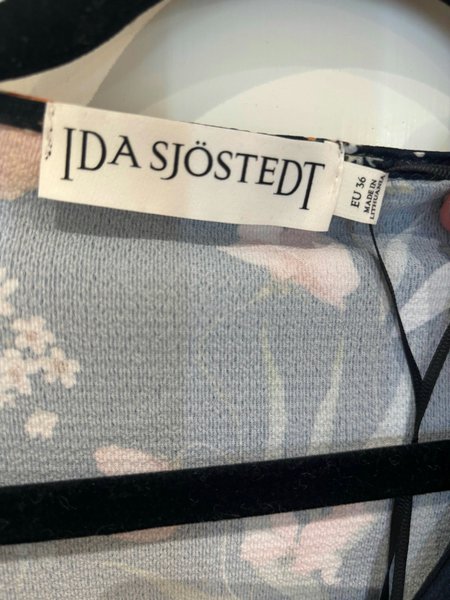 IDA SJÖSTEDT
EU 36
MADE IN
LITHUANIA